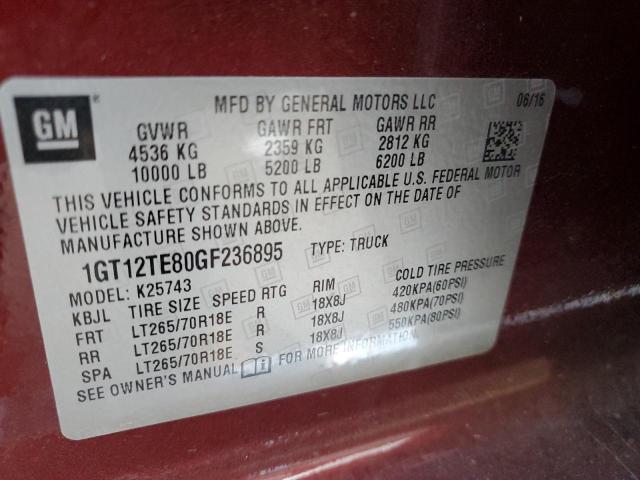 GM
MFD BY GENERAL MOTORS LLC 06/16
GVWR GAWR FRT GAWR RR
4536 KG 2359 KG 2812 KG
10000 LB 5200 LB 6200 LB
THIS VEHICLE CONFORMS TO ALL APPLICABLE U.S. FEDERAL MOTOR
VEHICLE SAFETY STANDARDS IN EFFECT ON THE DATE OF
MANUFACTURE SHOWN ABOVE.
1GT12TE80GF236895 TYPE: TRUCK
MODEL: K25743
KBJL TIRE SIZE SPEED RTG RIM COLD TIRE PRESSURE
FRT LT265/70R18E R 18X8J 420KPA(60PSI)
RR LT265/70R18E R 18X8J 480KPA(70PSI)
SPA LT265/70R18E S 18X8J 550KPA(80PSI)
SEE OWNER'S MANUAL FOR MORE INFORMATION.